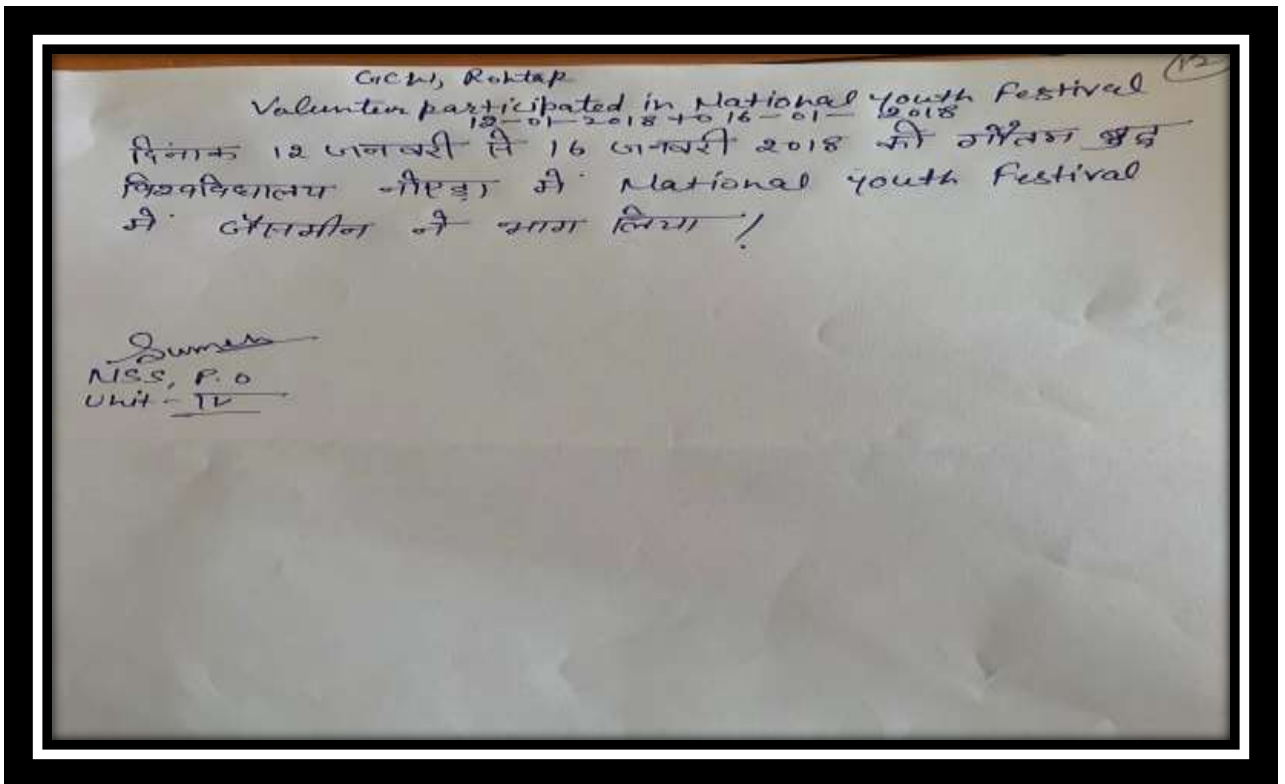 12
GCW, Rohtak
Valunteer participated in National youth Festival
12-01-2018 to 16-01-2018
दिनांक 12 जनवरी से 16 जनवरी 2018 को गौतम बुद्ध
विश्वविद्यालय नोएडा में National youth Festival
में जैसमीन ने भाग लिया /
NSS, P.O
Unit - IV